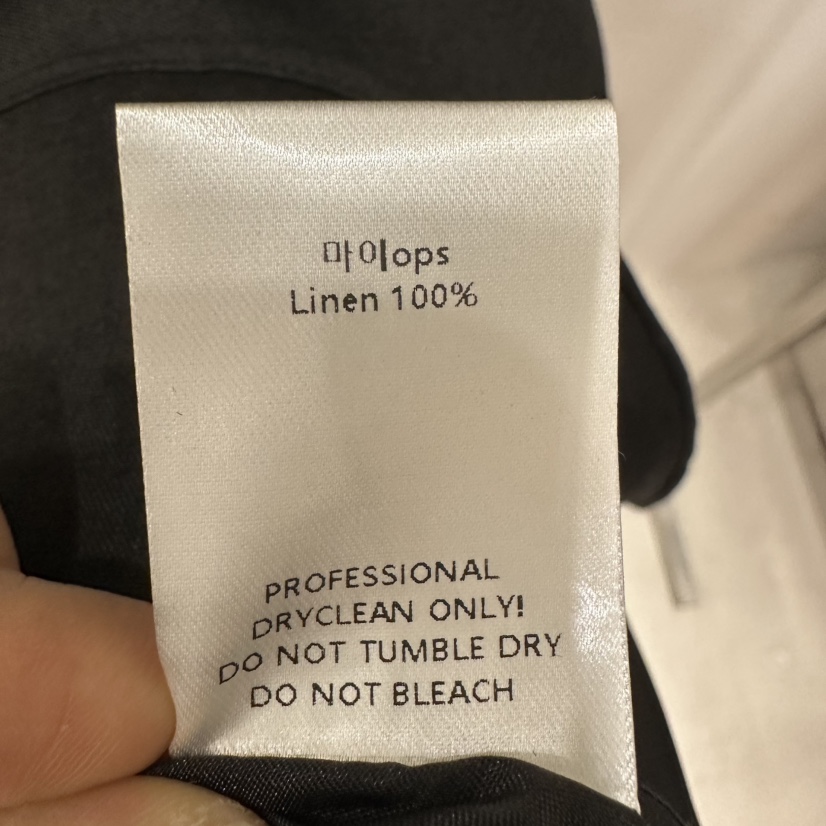 마이ops
Linen 100%
PROFESSIONAL
DRYCLEAN ONLY!
DO NOT TUMBLE DRY
DO NOT BLEACH